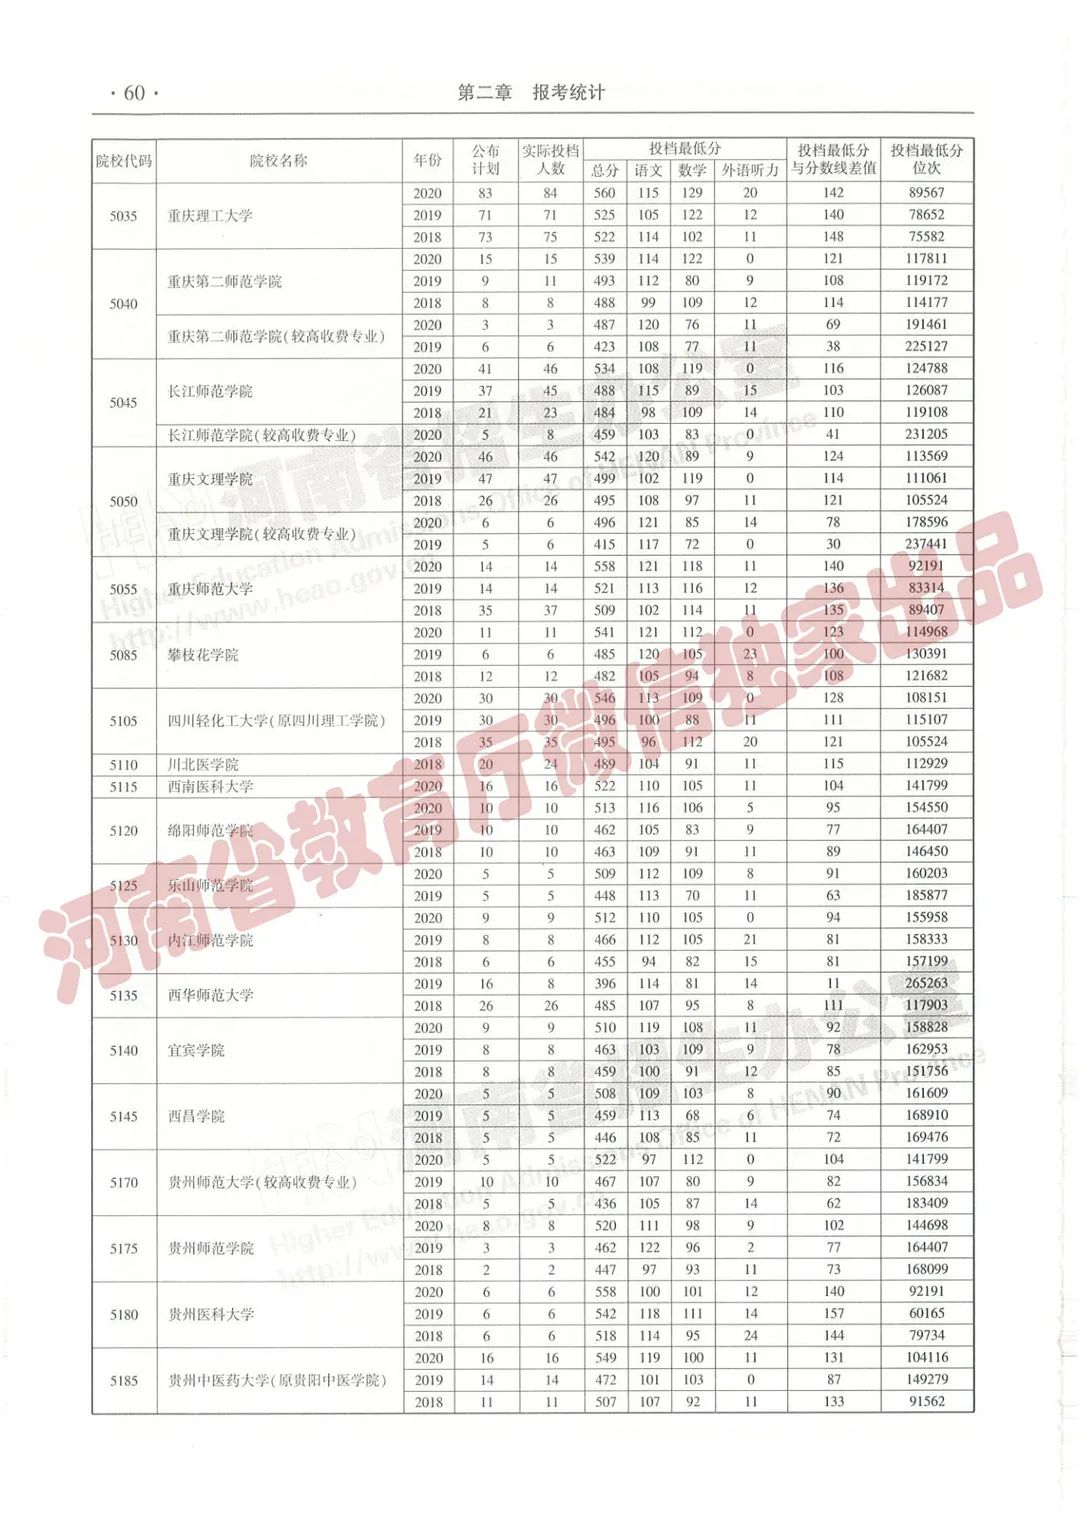 · 60 ·
第二章 报考统计
院校代码 院校名称 年份 公布计划 实际投档人数 投档最低分 投档最低分与分数线差值 投档最低分位次
总分 语文 数学 外语听力
5035 重庆理工大学 2020 83 84 560 115 129 20 142 89567
2019 71 71 525 105 122 12 140 78652
2018 73 75 522 114 102 11 148 75582
5040 重庆第二师范学院 2020 15 15 539 114 122 0 121 117811
2019 9 11 493 112 80 9 108 119172
2018 8 8 488 99 109 12 114 114177
重庆第二师范学院(较高收费专业) 2020 3 3 487 120 76 11 69 191461
2019 6 6 423 108 77 11 38 225127
5045 长江师范学院 2020 41 46 534 108 119 0 116 124788
2019 37 45 488 115 89 15 103 126087
2018 21 23 484 98 109 14 110 119108
长江师范学院(较高收费专业) 2020 5 8 459 103 83 0 41 231205
5050 重庆文理学院 2020 46 46 542 120 89 9 124 113569
2019 47 47 499 102 119 0 114 111061
2018 26 26 495 108 97 11 121 105524
重庆文理学院(较高收费专业) 2020 6 6 496 121 85 14 78 178596
2019 5 6 415 117 72 0 30 237441
5055 重庆师范大学 2020 14 14 558 121 118 11 140 92191
2019 14 14 521 113 116 12 136 83314
2018 35 37 509 102 114 11 135 89407
5085 攀枝花学院 2020 11 11 541 121 112 0 123 114968
2019 6 6 485 120 105 23 100 130391
2018 12 12 482 105 94 8 108 121682
5105 四川轻化工大学(原四川理工学院) 2020 30 30 546 113 109 0 128 108151
2019 30 30 496 100 88 11 111 115107
2018 35 35 495 96 112 20 121 105524
5110 川北医学院 2018 20 24 489 104 91 11 115 112929
5115 西南医科大学 2020 16 16 522 110 105 11 104 141799
5120 绵阳师范学院 2020 10 10 513 116 106 5 95 154550
2019 10 10 462 105 83 9 77 164407
2018 10 10 463 109 91 11 89 146450
5125 乐山师范学院 2020 5 5 509 112 109 8 91 160203
2019 5 5 448 113 70 11 63 185877
5130 内江师范学院 2020 9 9 512 110 105 0 94 155958
2019 8 8 466 112 105 21 81 158333
2018 6 6 455 94 82 15 81 157199
5135 西华师范大学 2019 16 8 396 114 81 14 11 265263
2018 26 26 485 107 95 8 111 117903
5140 宜宾学院 2020 9 9 510 119 108 11 92 158828
2019 8 8 463 103 109 9 78 162953
2018 8 8 459 100 91 12 85 151756
5145 西昌学院 2020 5 5 508 109 103 8 90 161609
2019 5 5 459 113 68 6 74 168910
2018 5 5 446 108 85 11 72 169476
5170 贵州师范大学(较高收费专业) 2020 5 5 522 97 112 0 104 141799
2019 10 10 467 107 80 9 82 156834
2018 5 5 436 105 87 14 62 183409
5175 贵州师范学院 2020 8 8 520 111 98 9 102 144698
2019 3 3 462 122 96 2 77 164407
2018 2 2 447 97 93 11 73 168099
5180 贵州医科大学 2020 6 6 558 100 101 12 140 92191
2019 6 6 542 118 111 14 157 60165
2018 6 6 518 114 95 24 144 79734
5185 贵州中医药大学(原贵阳中医学院) 2020 16 16 549 119 100 11 131 104116
2019 14 14 472 101 103 0 87 149279
2018 11 11 507 107 92 11 133 91562
河南省教育厅微信独家出品
河南省招生办公室
Higher Education Admissions Office of HENAN Province
http://www.heao.gov.cn
河南省招生办公室
Higher Education Admissions Office of HENAN Province
http://www.heao.gov.cn